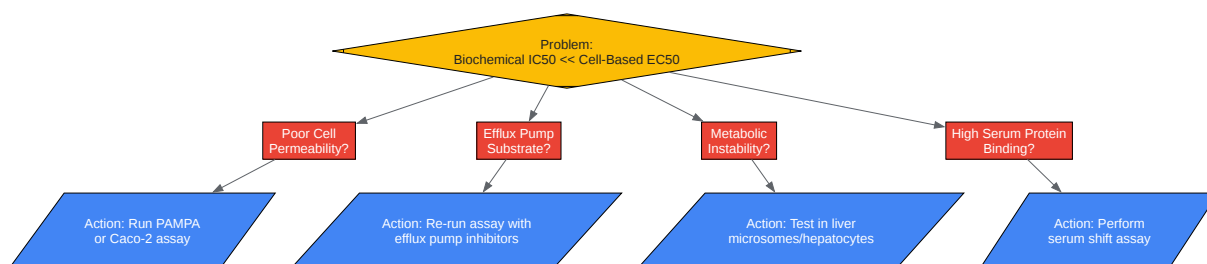 Problem:
Biochemical IC50 << Cell-Based EC50
Poor Cell
Permeability?
Efflux Pump
Substrate?
Metabolic
Instability?
High Serum Protein
Binding?
Action: Run PAMPA
or Caco-2 assay
Action: Re-run assay with
efflux pump inhibitors
Action: Test in liver
microsomes/hepatocytes
Action: Perform
serum shift assay